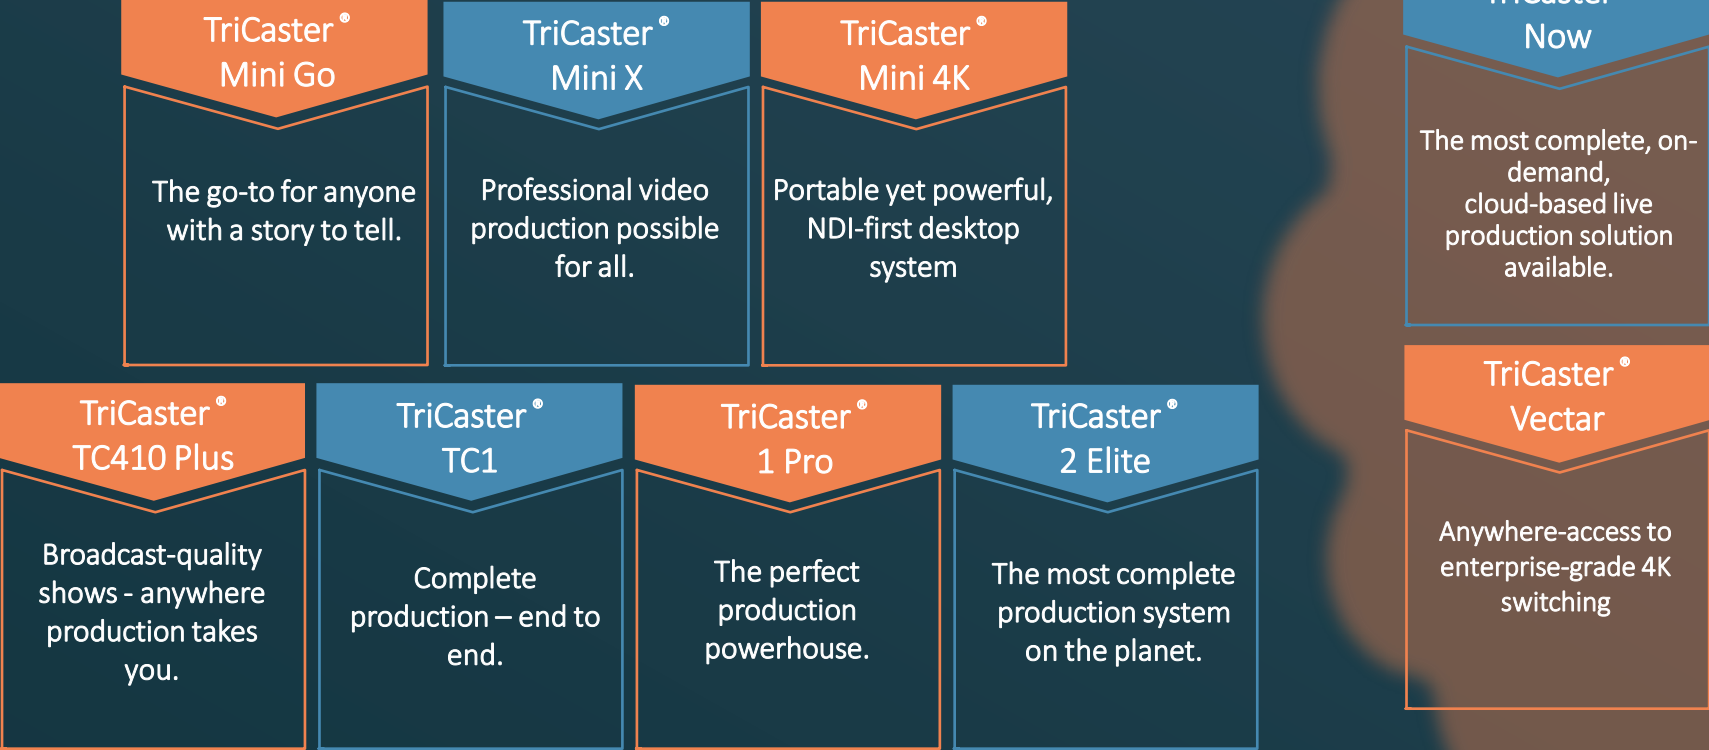 TriCaster®
Mini Go
The go-to for anyone
with a story to tell.
TriCaster®
Mini X
Professional video
production possible
for all.
TriCaster®
Mini 4K
Portable yet powerful,
NDI-first desktop
system
TriCaster
Now
The most complete, on-
demand,
cloud-based live
production solution
available.
TriCaster®
TC410 Plus
Broadcast-quality
shows - anywhere
production takes
you.
TriCaster®
TC1
Complete
production – end to
end.
TriCaster®
1 Pro
The perfect
production
powerhouse.
TriCaster®
2 Elite
The most complete
production system
on the planet.
TriCaster®
Vectar
Anywhere-access to
enterprise-grade 4K
switching